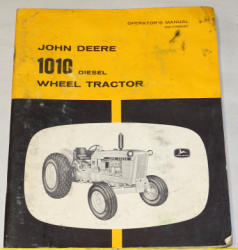 OPERATOR'S MANUAL
JOHN DEERE
1010 DIESEL
WHEEL TRACTOR